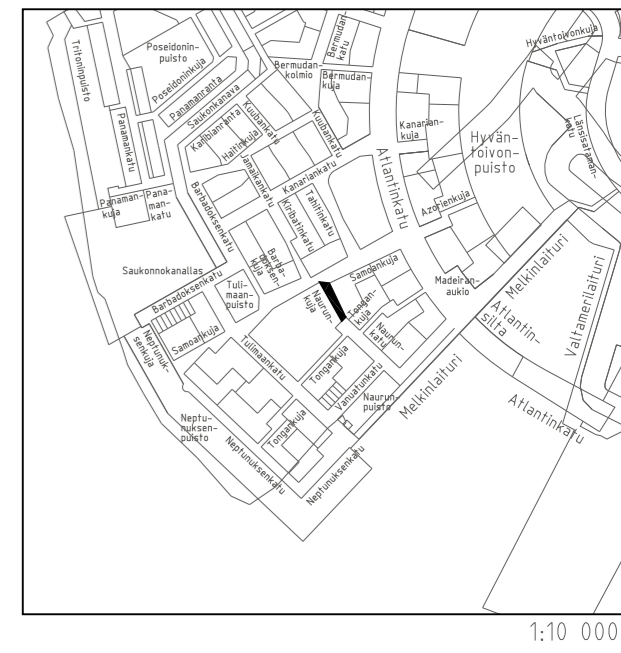 Poseidonin-
puisto
Poseidoninkuja
Tritoninpuisto
Panamanranta
Saukonkanava
Panamankatu
Karibianranta
Haitinkuja
Kuubankatu
Jamaikankatu
Bermudan-
kolmio
Bermudan-
katu
Bermudan-
kuja
Kuubankatu
Kanariankatu
Kanarian-
kuja
Hyväntoivonkuja
Länsisataman-
katu
Hyvän-
toivon-
puisto
Atlantinkatu
Azorienkuja
Panaman-
kuja
Pana-
man-
katu
Barbadoksenkatu
Kiribatinkatu
Tahitinkatu
Barba-
doksen-
kuja
Saukonnokanallas
Barbadoksenkatu
Tuli-
maan-
puisto
Samoankuja
Naurun-
kuja
Tongan-
kuja
Naurun-
katu
Madeiran-
aukio
Melkinlaituri
Atlantin-
silta
Valtamerilaituri
Neptunuk-
senkuja
Samoankuja
Tulimaankatu
Tongankuja
Vanuatunkatu
Naurun-
puisto
Melkinlaituri
Atlantinkatu
Neptu-
nuksen-
puisto
Tongankuja
Neptunuksenkatu
Neptunuksenkatu
1:10 000